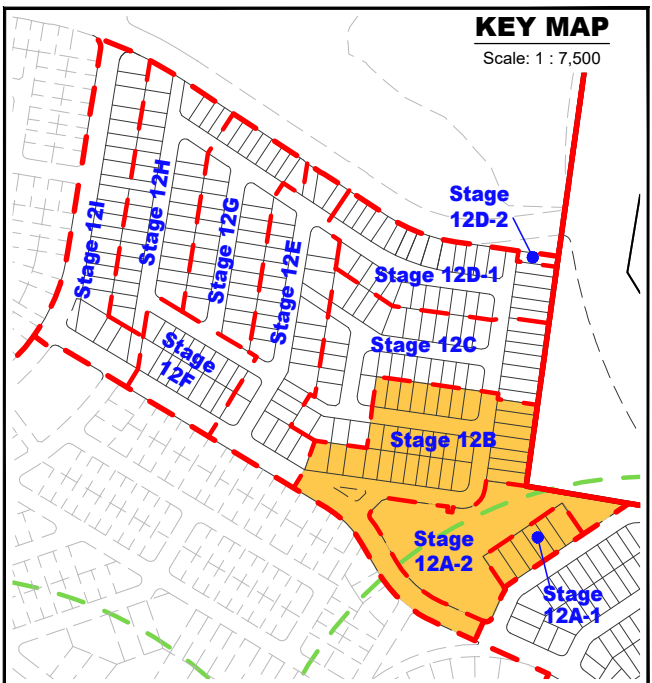 KEY MAP
Scale: 1 : 7,500
Stage
12D-2
Stage 12I
Stage 12H
Stage 12G
Stage 12E
Stage 12D-1
Stage 12C
Stage
12F
Stage 12B
Stage
12A-2
Stage
12A-1